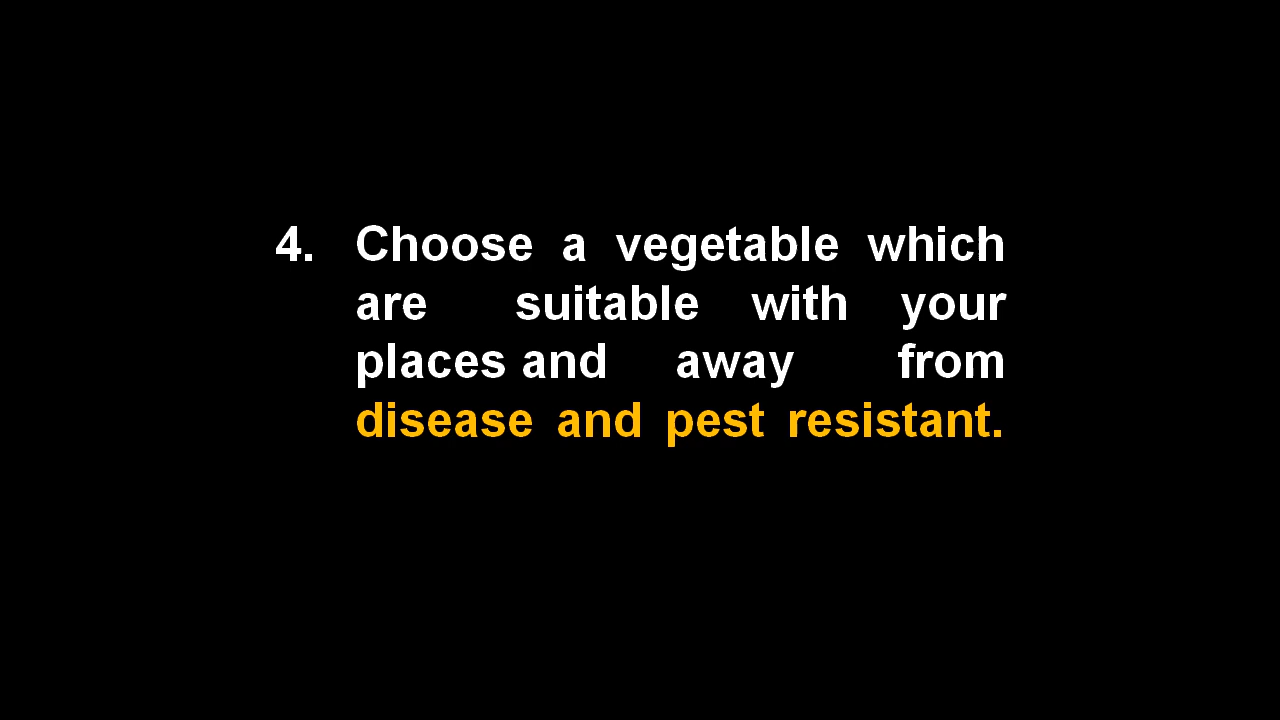 4. Choose a vegetable which
are suitable with your
places and away from
disease and pest resistant.